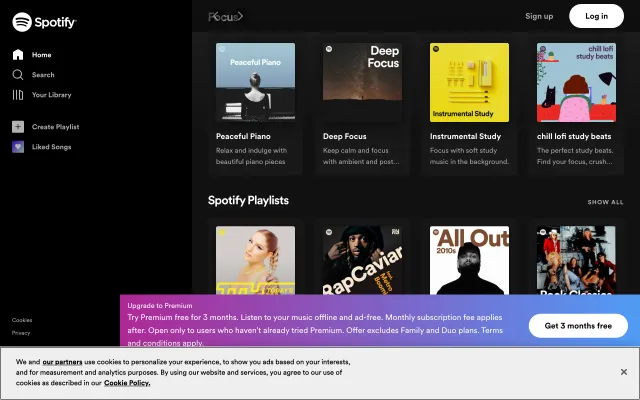 Spotify
Home
Search
Your Library
Create Playlist
Liked Songs
Cookies
Privacy
Focus
Sign up
Log in
Peaceful Piano
Deep
Focus
Instrumental Study
chill lofi
study beats
Peaceful Piano
Relax and indulge with
beautiful piano pieces
Deep Focus
Keep calm and focus
with ambient and post...
Instrumental Study
Focus with soft study
music in the background.
chill lofi study beats
The perfect study beats.
Find your focus, crush...
Spotify Playlists
SHOW ALL
RapCaviar
Metro
Boomin
All Out
2010s
Rock Classics
Upgrade to Premium
Try Premium free for 3 months. Listen to your music offline and ad-free. Monthly subscription fee applies
after. Open only to users who haven't already tried Premium. Offer excludes Family and Duo plans. Terms
and conditions apply.
Get 3 months free
We and our partners use cookies to personalize your experience, to show you ads based on your interests,
and for measurement and analytics purposes. By using our website and services, you agree to our use of
cookies as described in our Cookie Policy.